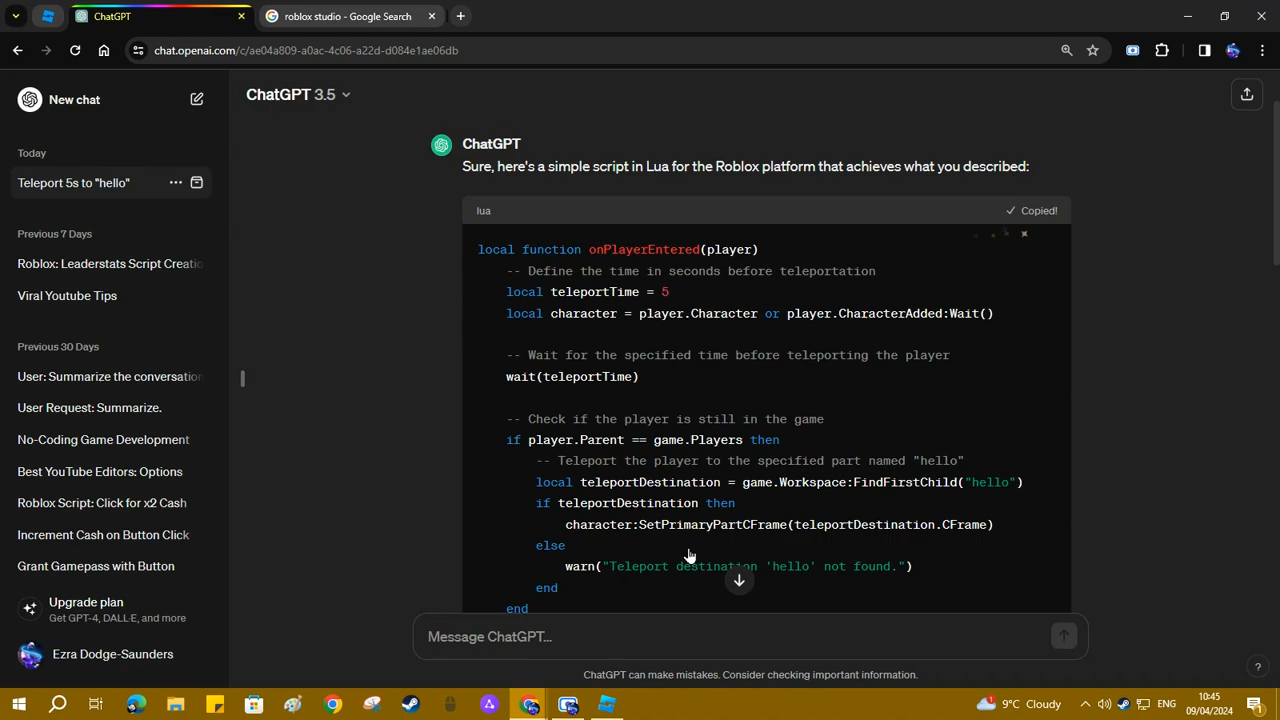 ChatGPT
roblox studio - Google Search
chat.openai.com/c/ae04a809-a0ac-4c06-a22d-d084e1ae06db
New chat
ChatGPT 3.5
Today
Teleport 5s to "hello"
Previous 7 Days
Roblox: Leaderstats Script Creatio
Viral Youtube Tips
Previous 30 Days
User: Summarize the conversation
User Request: Summarize.
No-Coding Game Development
Best YouTube Editors: Options
Roblox Script: Click for x2 Cash
Increment Cash on Button Click
Grant Gamepass with Button
Upgrade plan
Get GPT-4, DALL·E, and more
Ezra Dodge-Saunders
ChatGPT
Sure, here's a simple script in Lua for the Roblox platform that achieves what you described:
lua
Copied!
local function onPlayerEntered(player)
-- Define the time in seconds before teleportation
local teleportTime = 5
local character = player.Character or player.CharacterAdded:Wait()
-- Wait for the specified time before teleporting the player
wait(teleportTime)
-- Check if the player is still in the game
if player.Parent == game.Players then
-- Teleport the player to the specified part named "hello"
local teleportDestination = game.Workspace:FindFirstChild("hello")
if teleportDestination then
character:SetPrimaryPartCFrame(teleportDestination.CFrame)
else
warn("Teleport destination 'hello' not found.")
end
end
Message ChatGPT...
ChatGPT can make mistakes. Consider checking important information.
?
9°C Cloudy
ENG
10:45
09/04/2024